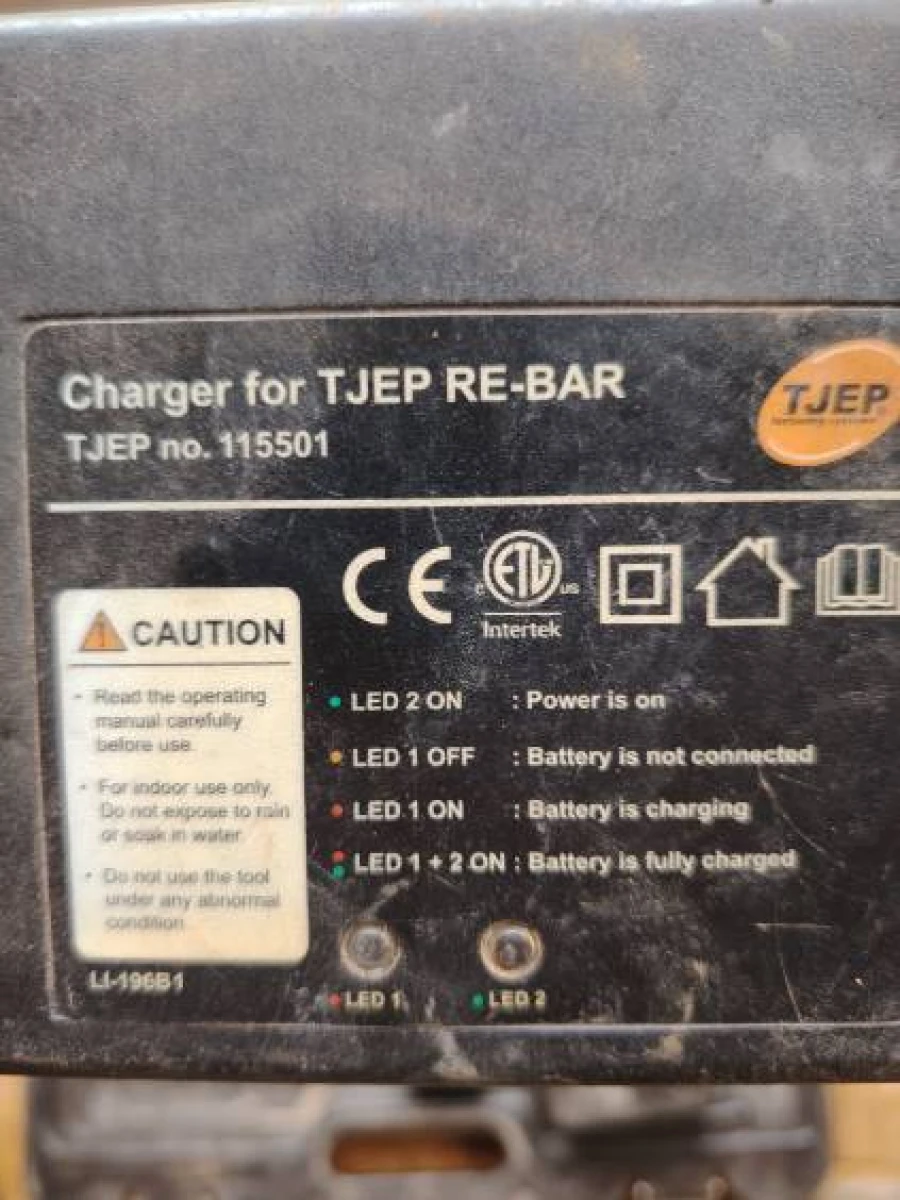 Charger for TJEP RE-BAR
TJEP no. 115501
TJEP
CE
ETL
c us
Intertek
CAUTION
• Read the operating
manual carefully
before use.
• For indoor use only.
Do not expose to rain
or soak in water.
• Do not use the tool
under any abnormal
condition.
LI-196B1
LED 2 ON : Power is on
LED 1 OFF : Battery is not connected
LED 1 ON : Battery is charging
LED 1 + 2 ON : Battery is fully charged
LED 1
LED 2